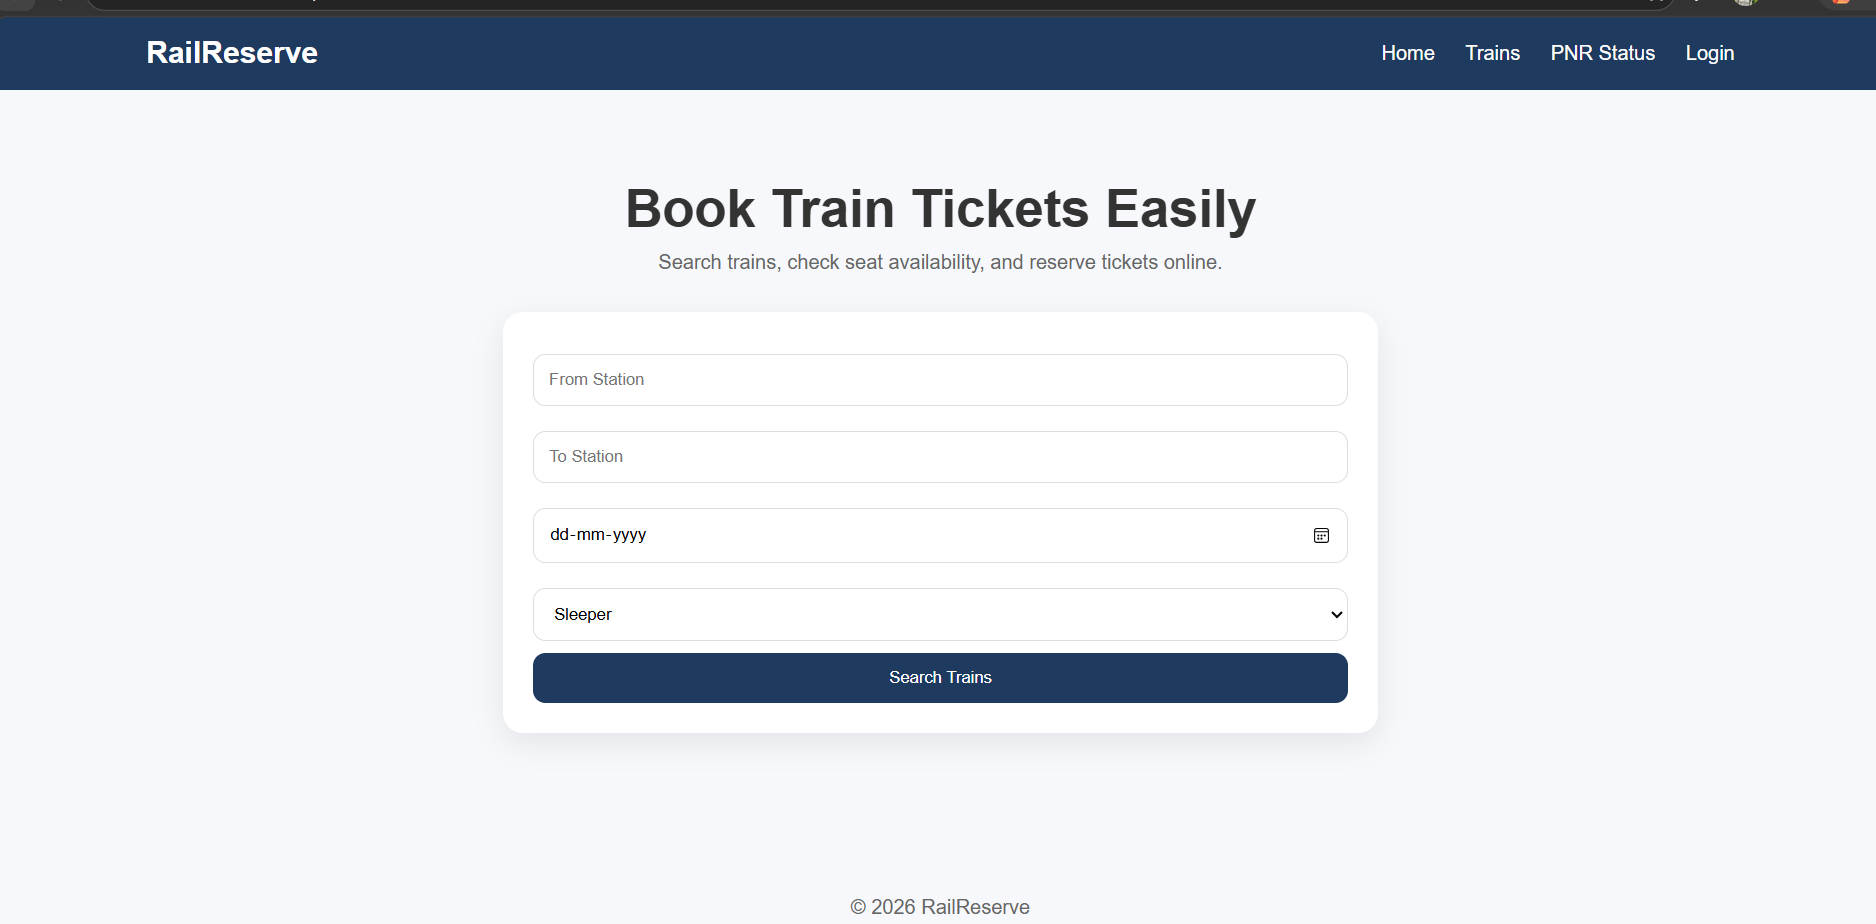 RailReserve
Home Trains PNR Status Login
Book Train Tickets Easily
Search trains, check seat availability, and reserve tickets online.
From Station
To Station
dd-mm-yyyy
Sleeper
Search Trains
© 2026 RailReserve